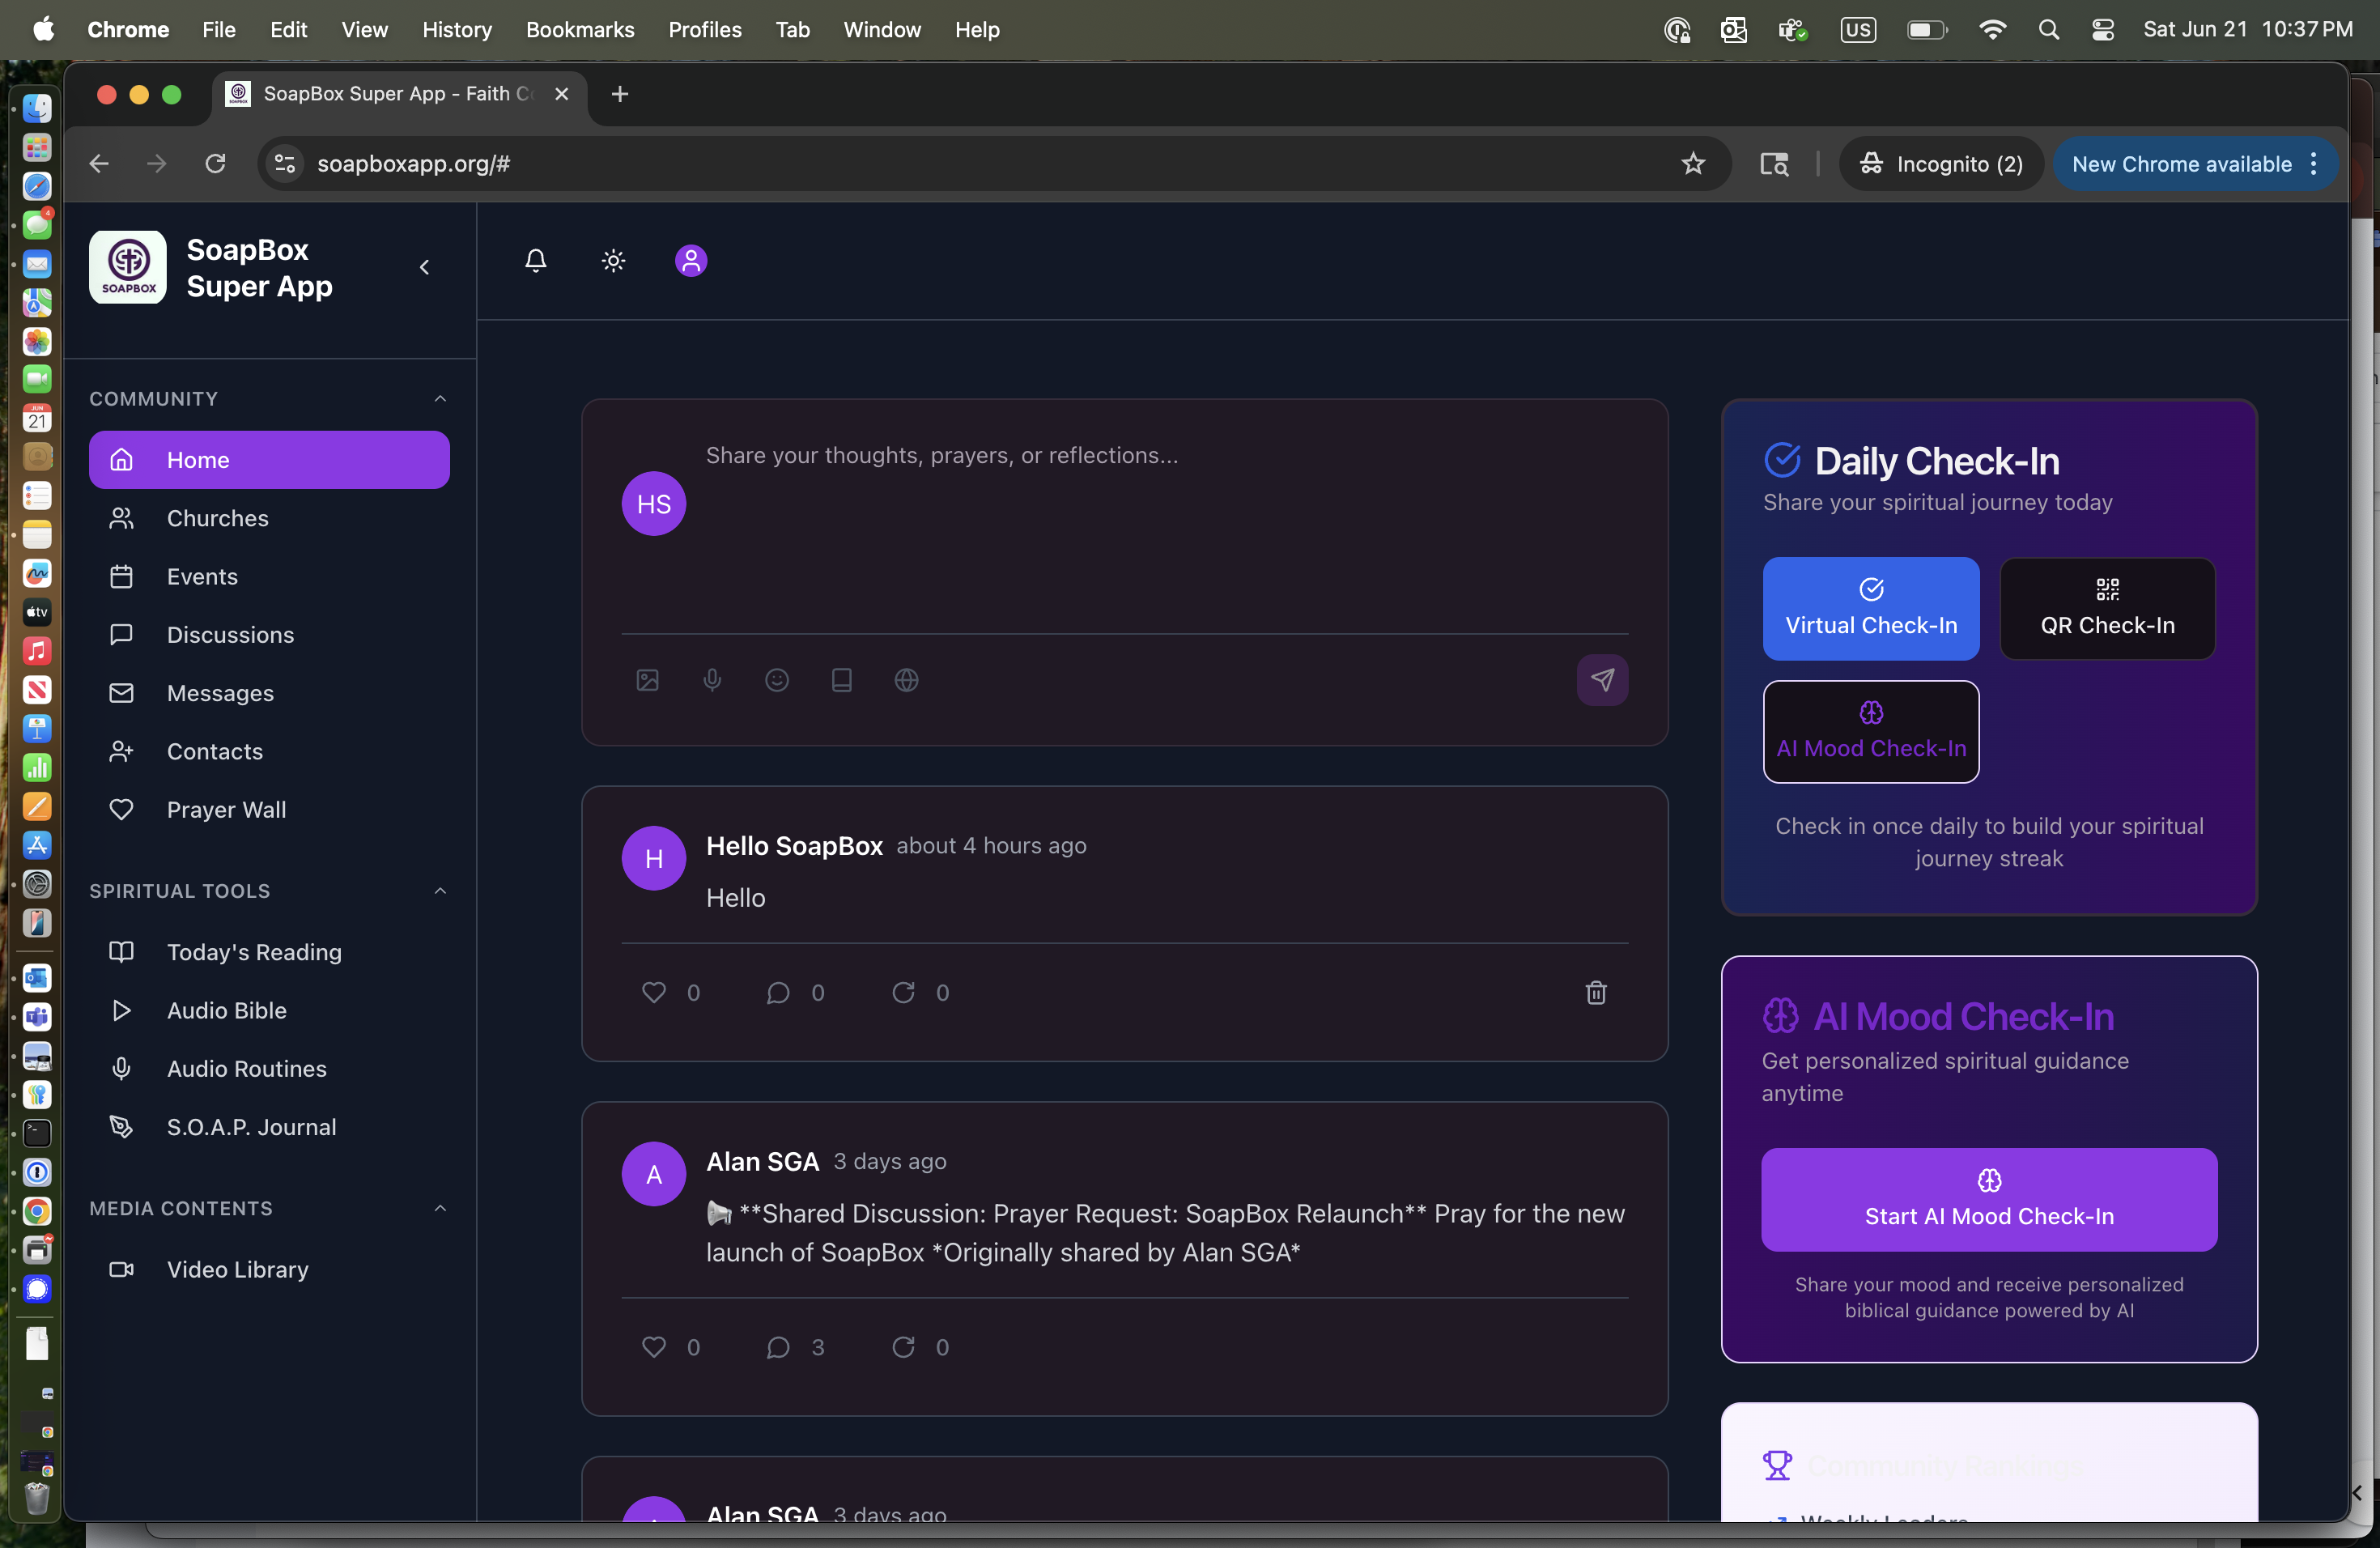 Chrome File Edit View History Bookmarks Profiles Tab Window Help
US
Sat Jun 21 10:37 PM
SoapBox Super App - Faith C
soapboxapp.org/#
Incognito (2)
New Chrome available
SOAPBOX
SoapBox
Super App
COMMUNITY
Home
Churches
Events
Discussions
Messages
Contacts
Prayer Wall
SPIRITUAL TOOLS
Today's Reading
Audio Bible
Audio Routines
S.O.A.P. Journal
MEDIA CONTENTS
Video Library
HS
Share your thoughts, prayers, or reflections...
H
Hello SoapBox about 4 hours ago
Hello
0 0 0
A
Alan SGA 3 days ago
**Shared Discussion: Prayer Request: SoapBox Relaunch** Pray for the new
launch of SoapBox *Originally shared by Alan SGA*
0 3 0
Alan SGA 3 days ago
Daily Check-In
Share your spiritual journey today
Virtual Check-In
QR Check-In
AI Mood Check-In
Check in once daily to build your spiritual
journey streak
AI Mood Check-In
Get personalized spiritual guidance
anytime
Start AI Mood Check-In
Share your mood and receive personalized
biblical guidance powered by AI
Community
Weekly Leaders
4
JUN
21
tv